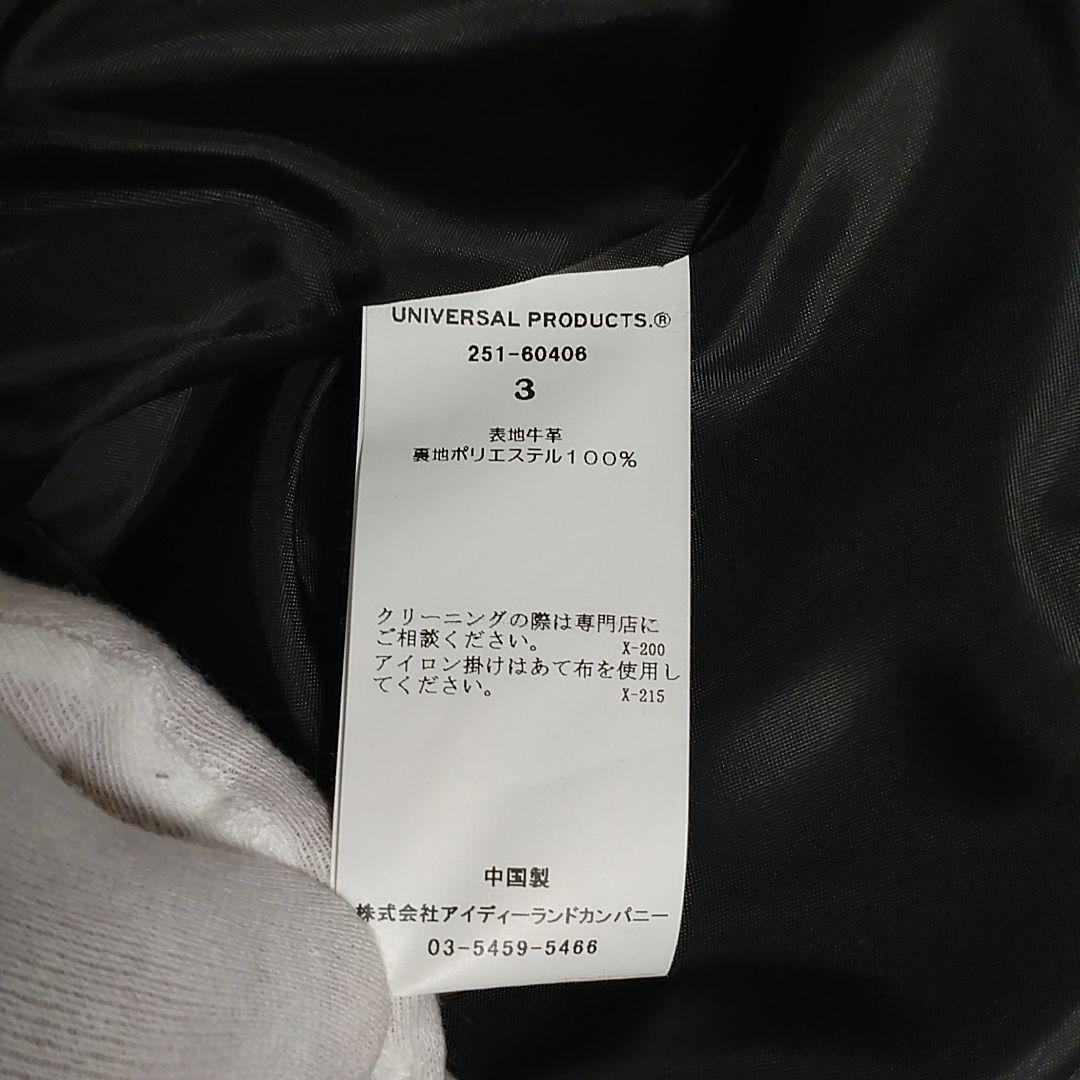 UNIVERSAL PRODUCTS.®
251-60406
3
表地牛革
裏地ポリエステル１００％
クリーニングの際は専門店に
ご相談ください。 X-200
アイロン掛けはあて布を使用し
てください。 X-215
中国製
株式会社アイディーランドカンパニー
03-5459-5466